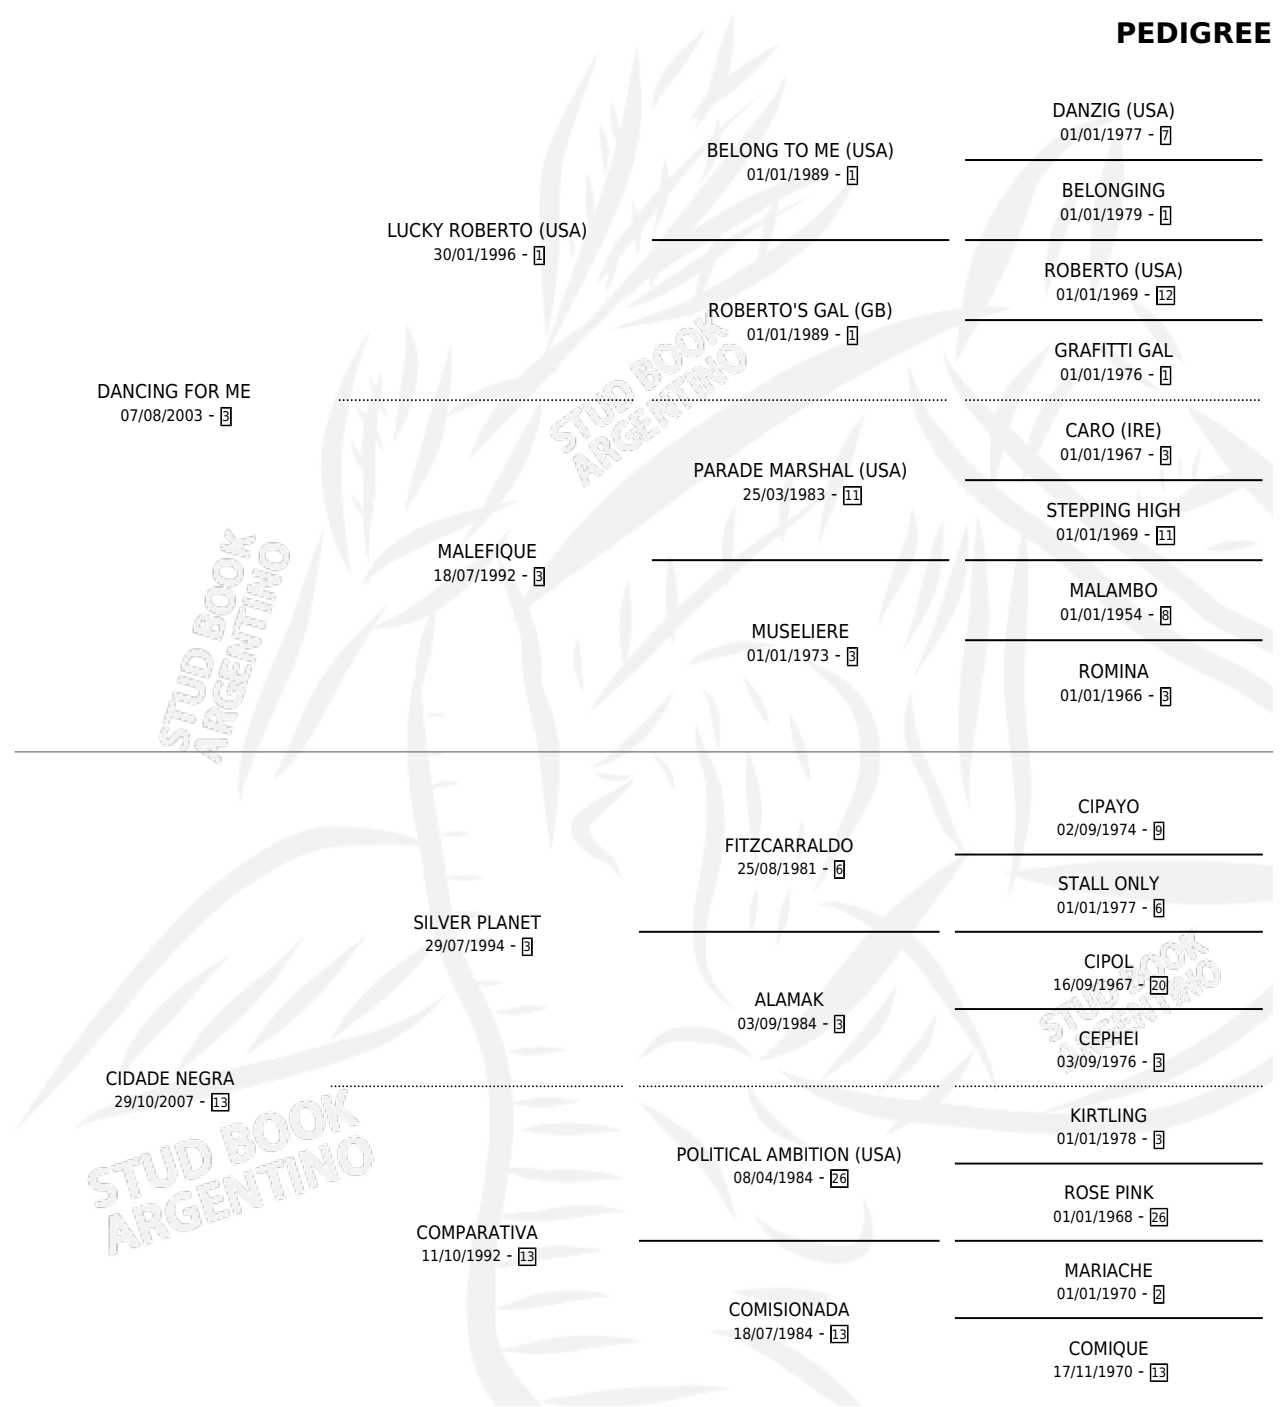 PEDIGREE
DANZIG (USA)
01/01/1977 - 7
BELONG TO ME (USA)
01/01/1989 - 1
BELONGING
01/01/1979 - 1
LUCKY ROBERTO (USA)
30/01/1996 - 1
ROBERTO (USA)
01/01/1969 - 12
ROBERTO'S GAL (GB)
01/01/1989 - 1
GRAFITTI GAL
01/01/1976 - 1
DANCING FOR ME
07/08/2003 - 3
CARO (IRE)
01/01/1967 - 3
PARADE MARSHAL (USA)
25/03/1983 - 11
STEPPING HIGH
01/01/1969 - 11
MALEFIQUE
18/07/1992 - 3
MALAMBO
01/01/1954 - 8
MUSELIERE
01/01/1973 - 3
ROMINA
01/01/1966 - 3
CIPAYO
02/09/1974 - 9
FITZCARRALDO
25/08/1981 - 6
STALL ONLY
01/01/1977 - 6
SILVER PLANET
29/07/1994 - 3
CIPOL
16/09/1967 - 20
ALAMAK
03/09/1984 - 3
CEPHEI
03/09/1976 - 3
CIDADE NEGRA
29/10/2007 - 13
KIRTLING
01/01/1978 - 3
POLITICAL AMBITION (USA)
08/04/1984 - 26
ROSE PINK
01/01/1968 - 26
COMPARATIVA
11/10/1992 - 13
MARIACHE
01/01/1970 - 2
COMISIONADA
18/07/1984 - 13
COMIQUE
17/11/1970 - 13
STUD BOOK
ARGENTINO
STUD BOOK
ARGENTINO
STUD BOOK
ARGENTINO
STUD BOOK
ARGENTINO